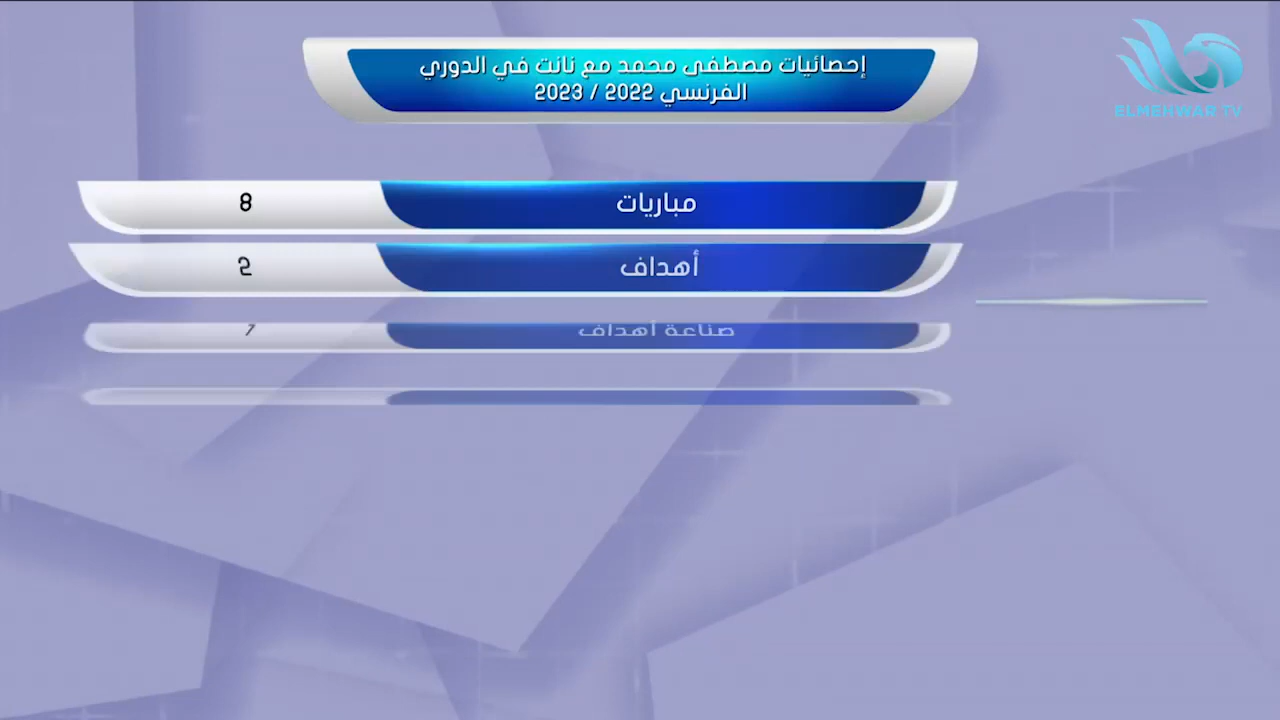 إحصائيات مصطفى محمد مع نانت في الدوري
الفرنسي 2022 / 2023
ELMEHWAR TV
مباريات 8
أهداف 2
صناعة أهداف